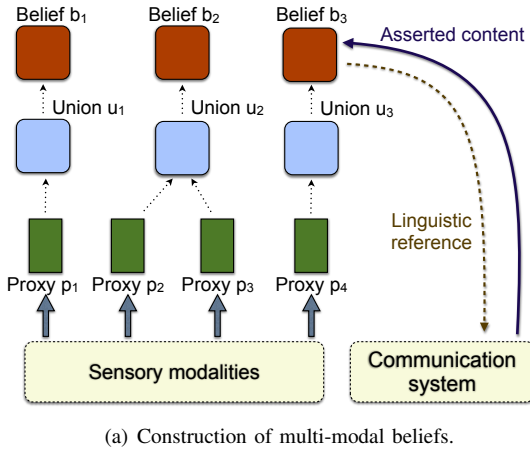 Belief b1
Belief b2
Belief b3
Asserted content
Union u1
Union u2
Union u3
Linguistic
reference
Proxy p1
Proxy p2
Proxy p3
Proxy p4
Sensory modalities
Communication
system
(a) Construction of multi-modal beliefs.